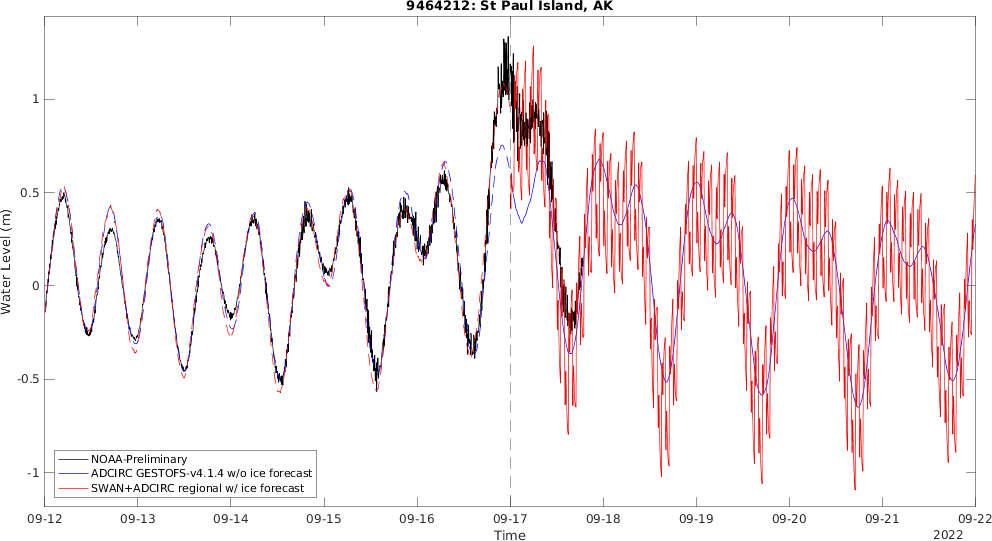 9464212: St Paul Island, AK
1
0.5
0
-0.5
-1
Water Level (m)
NOAA-Preliminary
ADCIRC GESTOFS-v4.1.4 w/o ice forecast
SWAN+ADCIRC regional w/ ice forecast
09-12 09-13 09-14 09-15 09-16 09-17 09-18 09-19 09-20 09-21 09-22
Time
2022